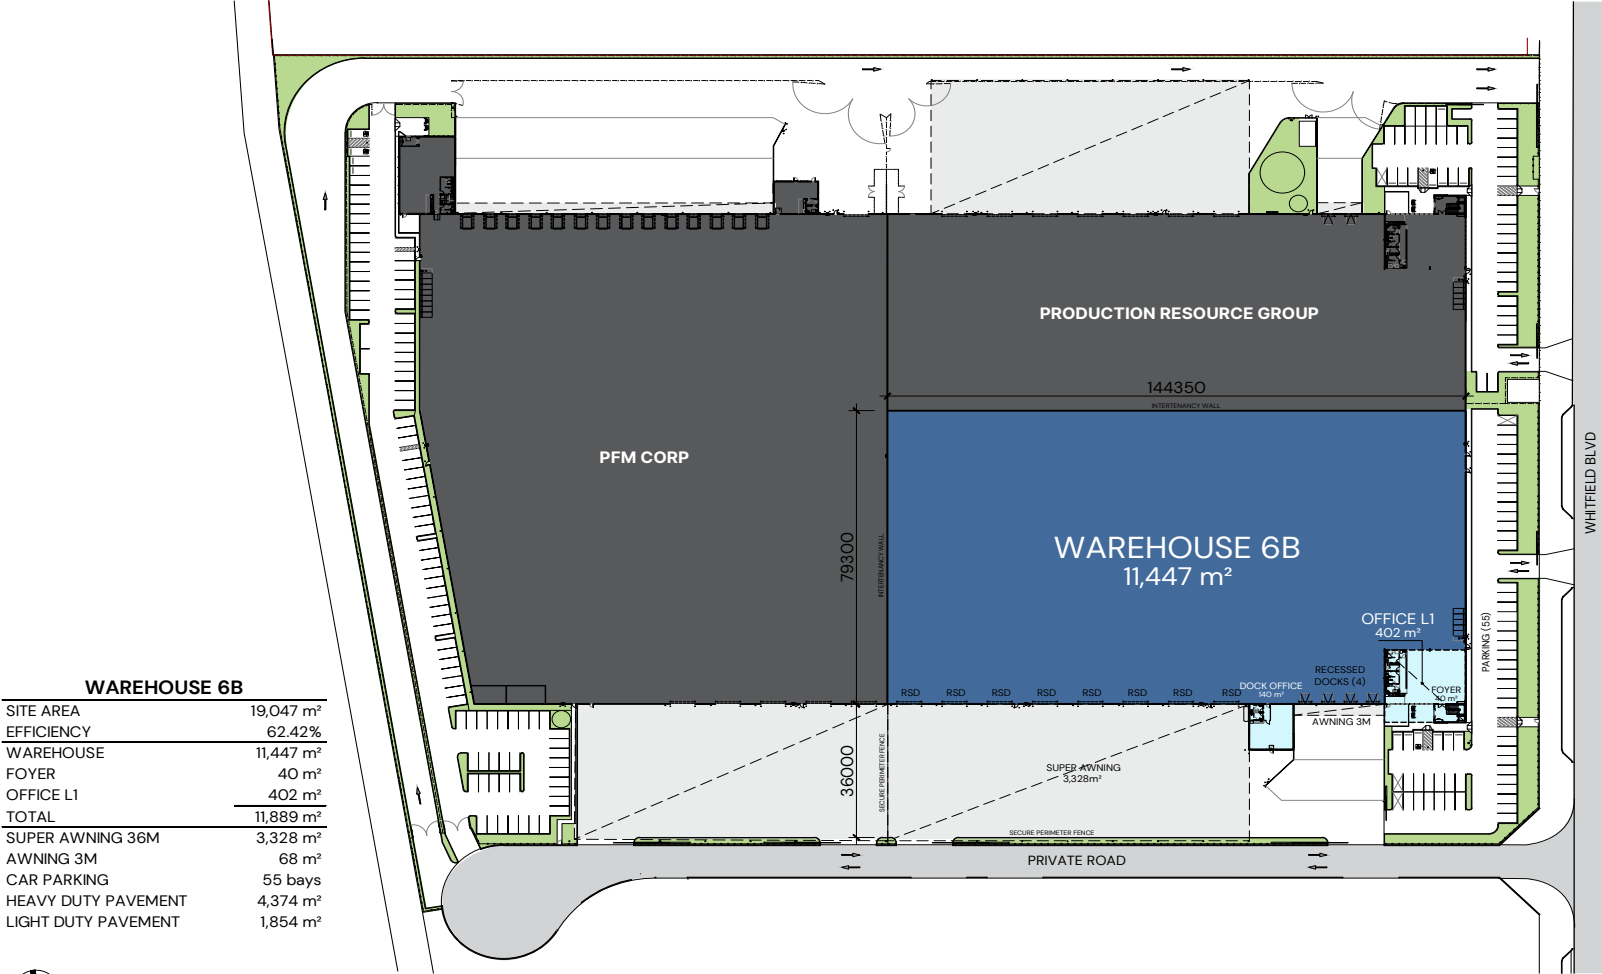 PRODUCTION RESOURCE GROUP
144350
INTERTENANCY WALL
PFM CORP
WHITFIELD BLVD
79300
INTERTENANCY WALL
WAREHOUSE 6B
11,447 m²
OFFICE L1
402 m²
PARKING (55)
RECESSED
DOCKS (4)
DOCK OFFICE
140 m²
FOYER
40 m²
RSD RSD RSD RSD RSD RSD RSD RSD
AWNING 3M
36000
SECURE PERIMETER FENCE
SUPER AWNING
3,328m²
SECURE PERIMETER FENCE
PRIVATE ROAD
WAREHOUSE 6B
SITE AREA 19,047 m²
EFFICIENCY 62.42%
WAREHOUSE 11,447 m²
FOYER 40 m²
OFFICE L1 402 m²
TOTAL 11,889 m²
SUPER AWNING 36M 3,328 m²
AWNING 3M 68 m²
CAR PARKING 55 bays
HEAVY DUTY PAVEMENT 4,374 m²
LIGHT DUTY PAVEMENT 1,854 m²